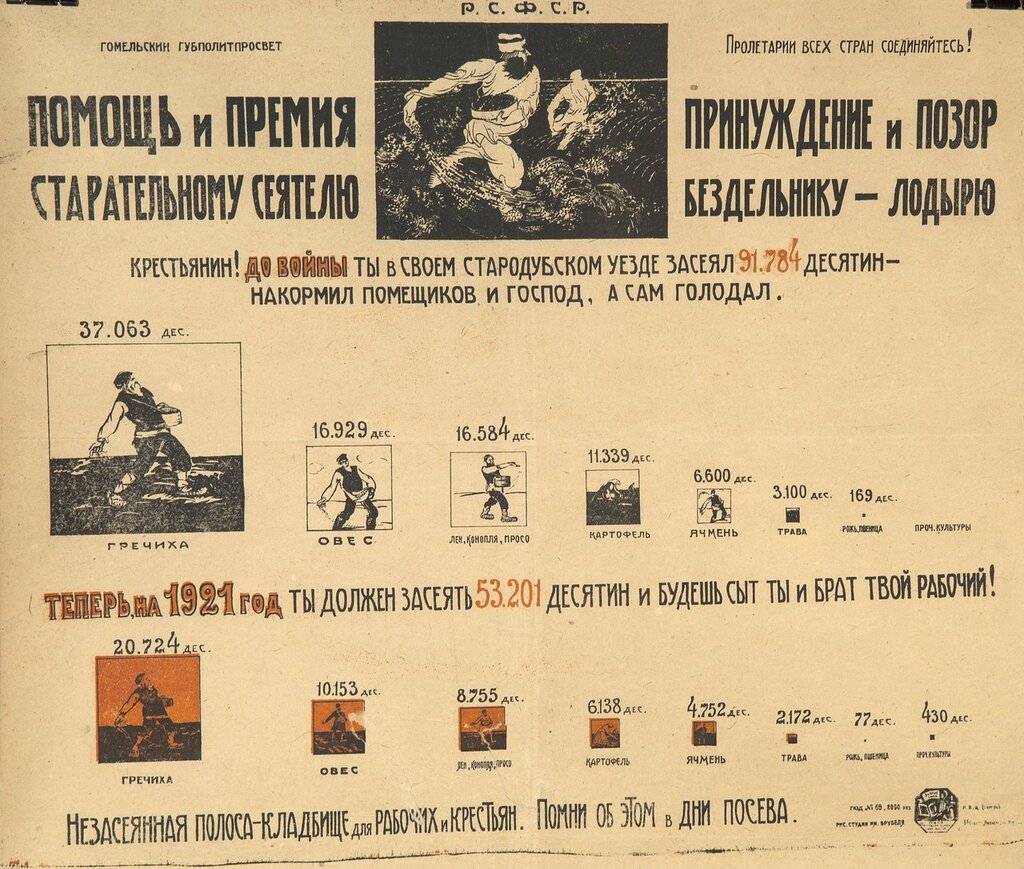 Р. С. Ф. С. Р.
ГОМЕЛЬСКИЙ ГУБПОЛИТПРОСВЕТ
ПРОЛЕТАРИИ ВСЕХ СТРАН СОЕДИНЯЙТЕСЬ!
ПОМОЩЬ и ПРЕМИЯ
СТАРАТЕЛЬНОМУ СЕЯТЕЛЮ
ПРИНУЖДЕНИЕ и ПОЗОР
БЕЗДЕЛЬНИКУ — ЛОДЫРЮ
КРЕСТЬЯНИН! ДО ВОЙНЫ ТЫ В СВОЕМ СТАРОДУБСКОМ УЕЗДЕ ЗАСЕЯЛ 91.784 ДЕСЯТИН—
НАКОРМИЛ ПОМЕЩИКОВ И ГОСПОД, А САМ ГОЛОДАЛ.
37.063 ДЕС.
ГРЕЧИХА
16.929 ДЕС.
ОВЕС
16.584 ДЕС.
ЛЕН, КОНОПЛЯ, ПРОСО
11.339 ДЕС.
КАРТОФЕЛЬ
6.600 ДЕС.
ЯЧМЕНЬ
3.100 ДЕС.
ТРАВА
169 ДЕС.
РОЖЬ, ПШЕНИЦА
ПРОЧ. КУЛЬТУРЫ
ТЕПЕРЬ, НА 1921 ГОД ТЫ ДОЛЖЕН ЗАСЕЯТЬ 53.201 ДЕСЯТИН И БУДЕШЬ СЫТ ТЫ И БРАТ ТВОЙ РАБОЧИЙ!
20.724 ДЕС.
ГРЕЧИХА
10.153 ДЕС.
ОВЕС
8.755 ДЕС.
ЛЕН, КОНОПЛЯ, ПРОСО
6.138 ДЕС.
КАРТОФЕЛЬ
4.752 ДЕС.
ЯЧМЕНЬ
2.172 ДЕС.
ТРАВА
77 ДЕС.
РОЖЬ, ПШЕНИЦА
430 ДЕС.
ПРОЧ. КУЛЬТУРЫ
НЕЗАСЕЯННАЯ ПОЛОСА-КЛАДБИЩЕ для РАБОЧИХ и КРЕСТЬЯН. ПОМНИ ОБ ЭТОМ в ДНИ ПОСЕВА.
РИС. СТУДИИ ИМ. ВРУБЕЛЯ